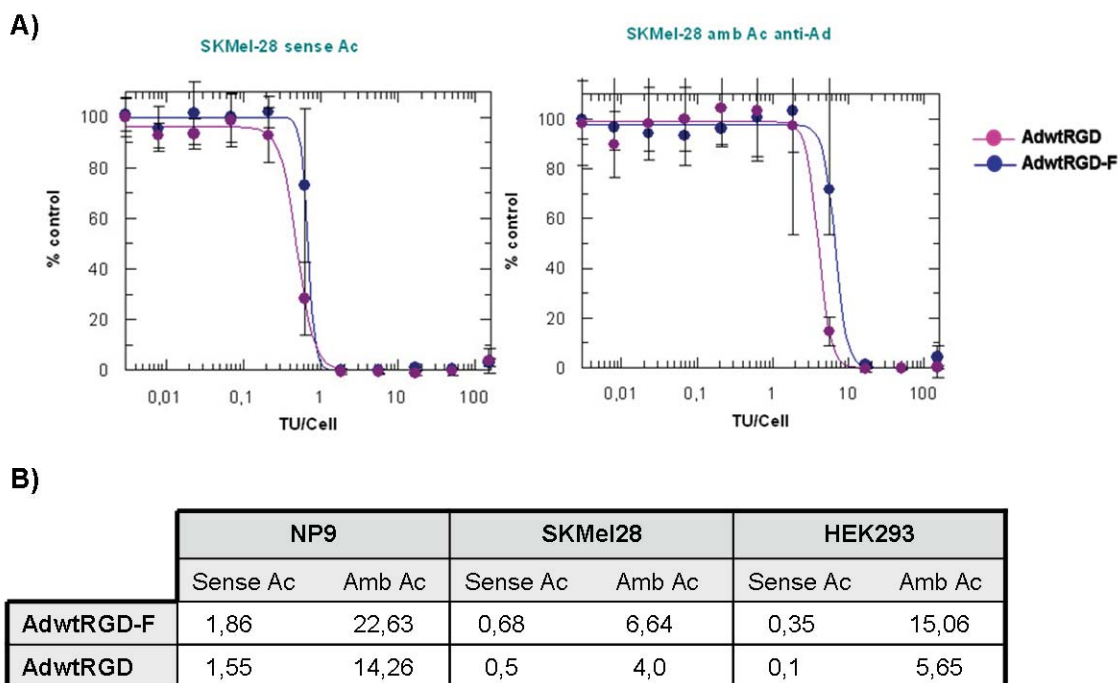 A)
SKMel-28 sense Ac
SKMel-28 amb Ac anti-Ad
100
80
60
40
20
0
% control
0,01 0,1 1 10 100
TU/Cell
100
80
60
40
20
0
% control
0,01 0,1 1 10 100
TU/Cell
AdwtRGD
AdwtRGD-F
B)
NP9 SKMel28 HEK293
Sense Ac Amb Ac Sense Ac Amb Ac Sense Ac Amb Ac
AdwtRGD-F 1,86 22,63 0,68 6,64 0,35 15,06
AdwtRGD 1,55 14,26 0,5 4,0 0,1 5,65